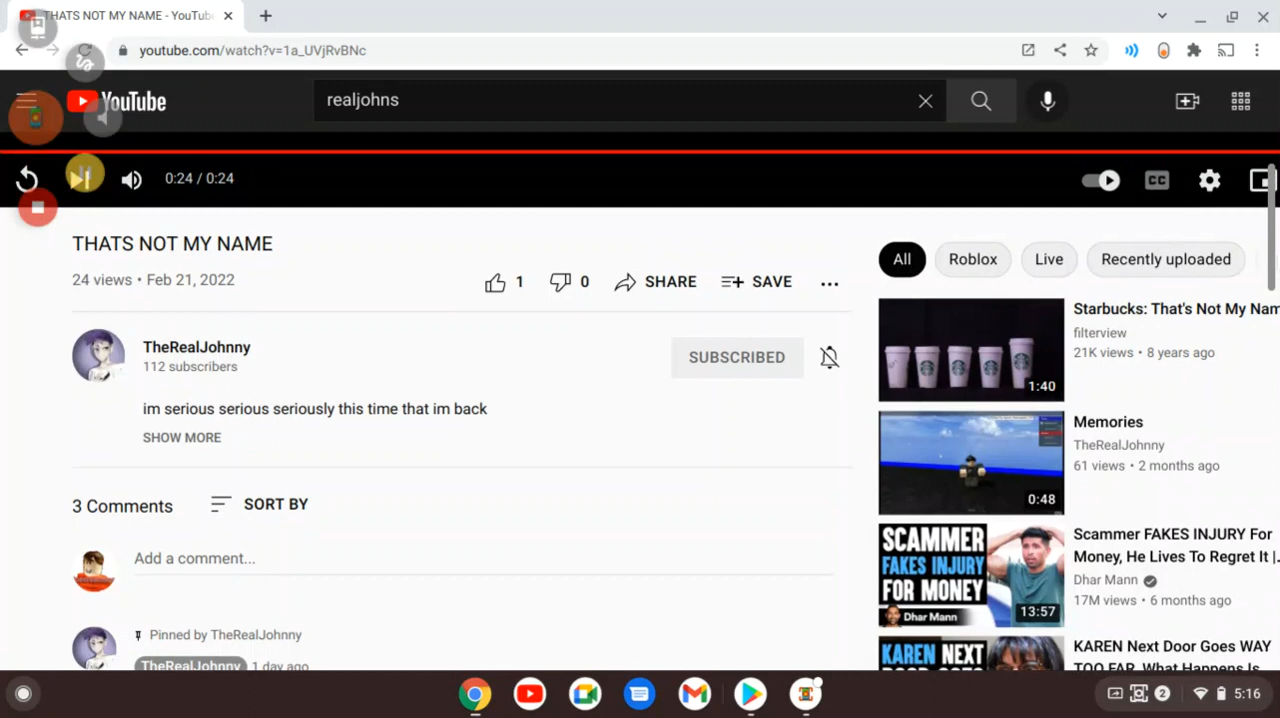 THATS NOT MY NAME - YouTub
youtube.com/watch?v=1a_UVjRvBNc
YouTube
realjohns
0:24 / 0:24
CC
THATS NOT MY NAME
24 views • Feb 21, 2022
1
0
SHARE
SAVE
TheRealJohnny
112 subscribers
SUBSCRIBED
im serious serious seriously this time that im back
SHOW MORE
3 Comments
SORT BY
Add a comment...
Pinned by TheRealJohnny
TheRealJohnny 1 day ago
All
Roblox
Live
Recently uploaded
1:40
Starbucks: That's Not My Nam
filterview
21K views • 8 years ago
0:48
Memories
TheRealJohnny
61 views • 2 months ago
SCAMMER
FAKES INJURY
FOR MONEY
Dhar Mann
13:57
Scammer FAKES INJURY For
Money, He Lives To Regret It |
Dhar Mann
17M views • 6 months ago
KAREN NEXT
KAREN Next Door Goes WAY
TOO FAR, What Happens Is
2
5:16